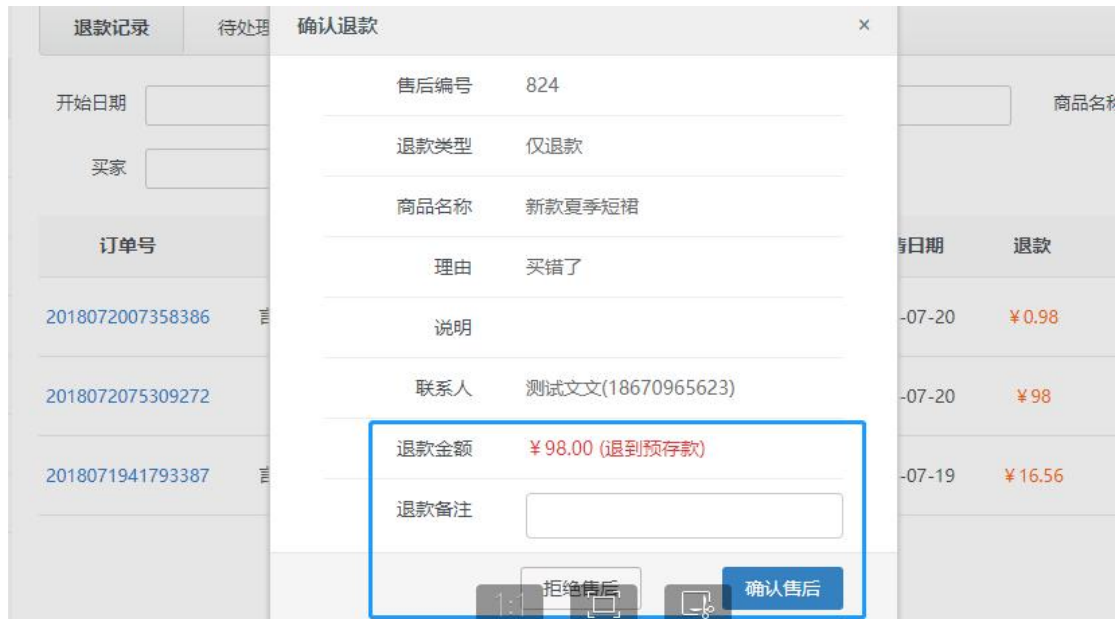 退款记录 待处理 确认退款 ×
售后编号 824
开始日期 商品名称
退款类型 仅退款
买家
商品名称 新款夏季短裙
订单号 日期 退款
理由 买错了
2018072007358386 -07-20 ¥0.98
说明
联系人 测试文文(18670965623)
2018072075309272 -07-20 ¥98
退款金额 ¥98.00 (退到预存款)
2018071941793387 -07-19 ¥16.56
退款备注
拒绝售后 确认售后
1:1